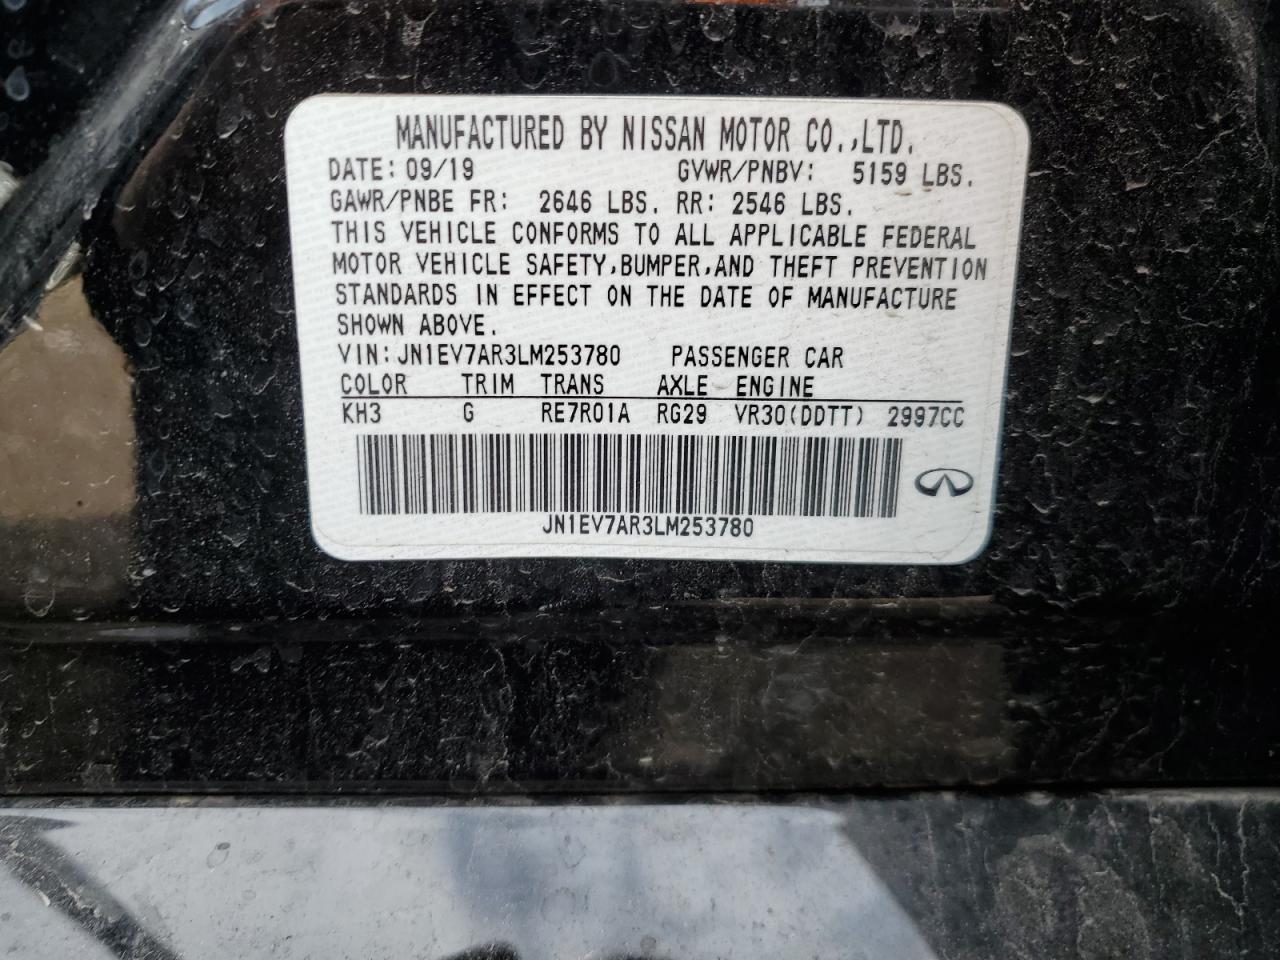 MANUFACTURED BY NISSAN MOTOR CO.,LTD.
DATE: 09/19 GVWR/PNBV: 5159 LBS.
GAWR/PNBE FR: 2646 LBS. RR: 2546 LBS.
THIS VEHICLE CONFORMS TO ALL APPLICABLE FEDERAL
MOTOR VEHICLE SAFETY,BUMPER,AND THEFT PREVENTION
STANDARDS IN EFFECT ON THE DATE OF MANUFACTURE
SHOWN ABOVE.
VIN:JN1EV7AR3LM253780 PASSENGER CAR
COLOR TRIM TRANS AXLE ENGINE
KH3 G RE7R01A RG29 VR30(DDTT) 2997CC
JN1EV7AR3LM253780